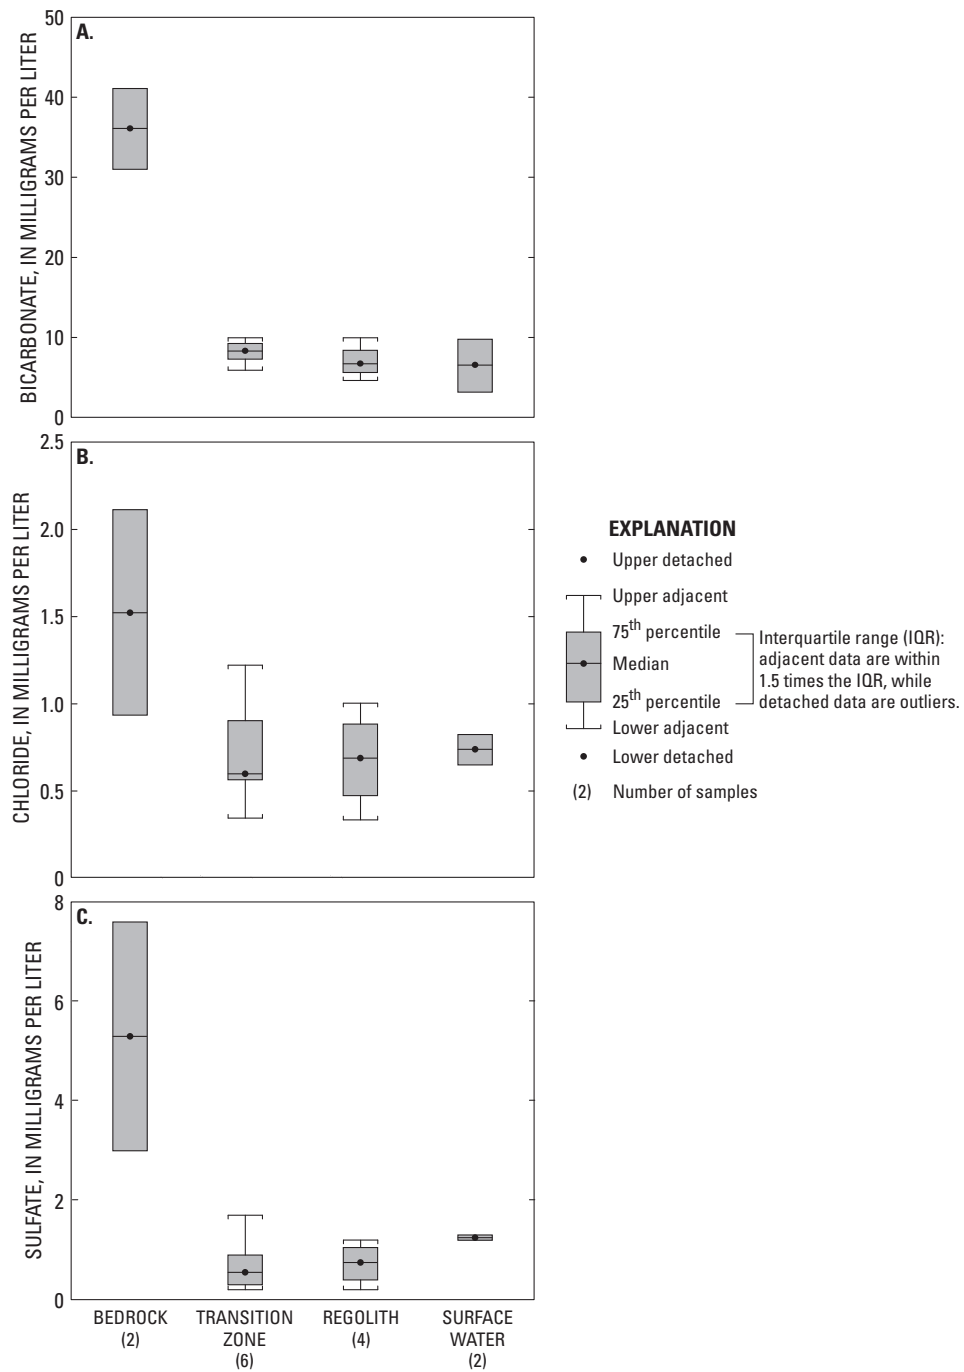 A.
BICARBONATE, IN MILLIGRAMS PER LITER
50
40
30
20
10
0
B.
CHLORIDE, IN MILLIGRAMS PER LITER
2.5
2.0
1.5
1.0
0.5
0
C.
SULFATE, IN MILLIGRAMS PER LITER
8
6
4
2
0
BEDROCK
(2)
TRANSITION
ZONE
(6)
REGOLITH
(4)
SURFACE
WATER
(2)
EXPLANATION
Upper detached
Upper adjacent
75th percentile
Median
25th percentile
Lower adjacent
Lower detached
(2) Number of samples
Interquartile range (IQR):
adjacent data are within
1.5 times the IQR, while
detached data are outliers.